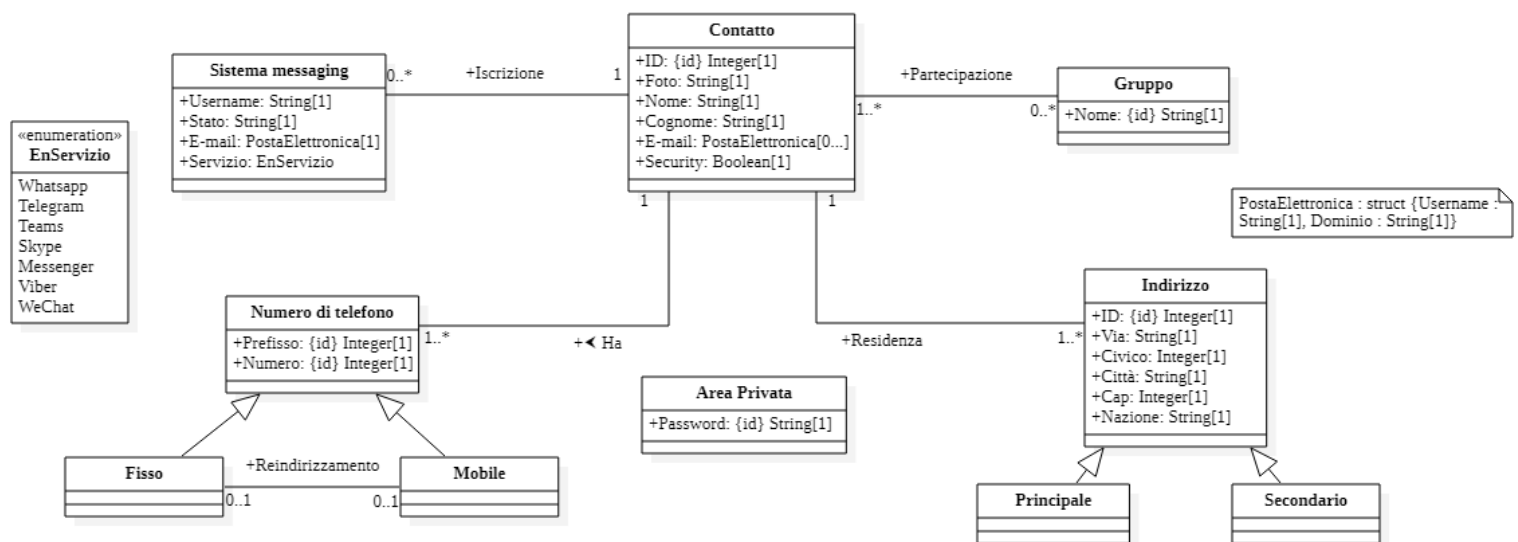 Contatto
+ID: {id} Integer[1]
+Foto: String[1]
+Nome: String[1]
+Cognome: String[1]
+E-mail: PostaElettronica[0...]
+Security: Boolean[1]
Sistema messaging
+Username: String[1]
+Stato: String[1]
+E-mail: PostaElettronica[1]
+Servizio: EnServizio
0..*
+Iscrizione
1
+Partecipazione
1..*
0..*
Gruppo
+Nome: {id} String[1]
«enumeration»
EnServizio
Whatsapp
Telegram
Teams
Skype
Messenger
Viber
WeChat
PostaElettronica : struct {Username :
String[1], Dominio : String[1]}
1
1
Numero di telefono
+Prefisso: {id} Integer[1]
+Numero: {id} Integer[1]
1..*
+⮜ Ha
+Residenza
1..*
Indirizzo
+ID: {id} Integer[1]
+Via: String[1]
+Civico: Integer[1]
+Città: String[1]
+Cap: Integer[1]
+Nazione: String[1]
Area Privata
+Password: {id} String[1]
Fisso
+Reindirizzamento
0..1
0..1
Mobile
Principale
Secondario